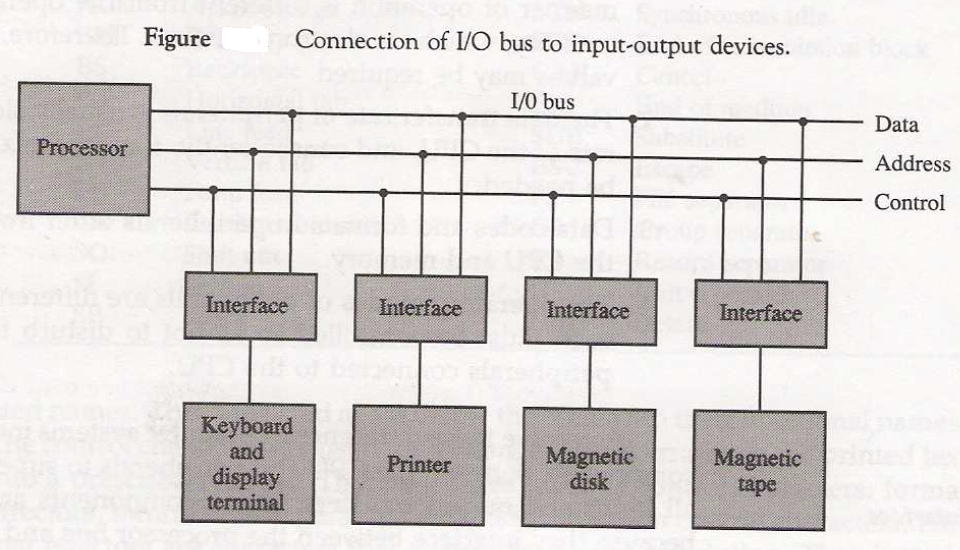 Figure Connection of I/O bus to input-output devices.
I/0 bus
Processor
Data
Address
Control
Interface
Interface
Interface
Interface
Keyboard
and
display
terminal
Printer
Magnetic
disk
Magnetic
tape